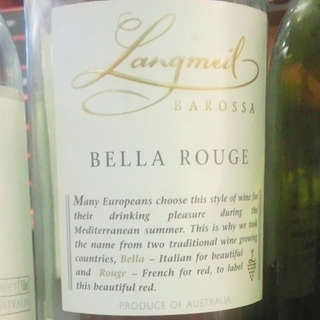 Langmeil
BAROSSA
BELLA ROUGE
Many Europeans choose this style of wine for
their drinking pleasure during the
Mediterranean summer. This is why we took
the name from two traditional wine growing
countries, Bella – Italian for beautiful
and Rouge – French for red, to label
this beautiful red.
PRODUCE OF AUSTRALIA